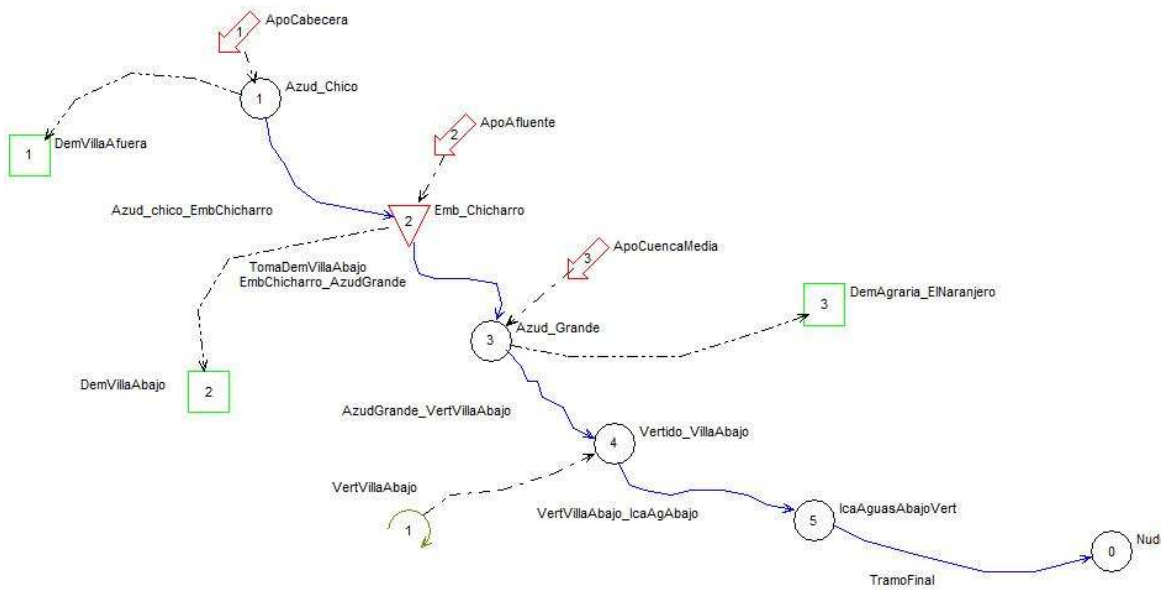 ApoCabecera
1
Azud_Chico
1
ApoAfluente
2
DemVillaAfuera
1
Azud_chico_EmbChicharro
Emb_Chicharro
2
ApoCuencaMedia
3
TomaDemVillaAbajo
EmbChicharro_AzudGrande
DemAgraria_ElNaranjero
3
Azud_Grande
3
DemVillaAbajo
2
AzudGrande_VertVillaAbajo
Vertido_VillaAbajo
4
VertVillaAbajo
1
VertVillaAbajo_IcaAgAbajo
IcaAguasAbajoVert
5
Nud
0
TramoFinal